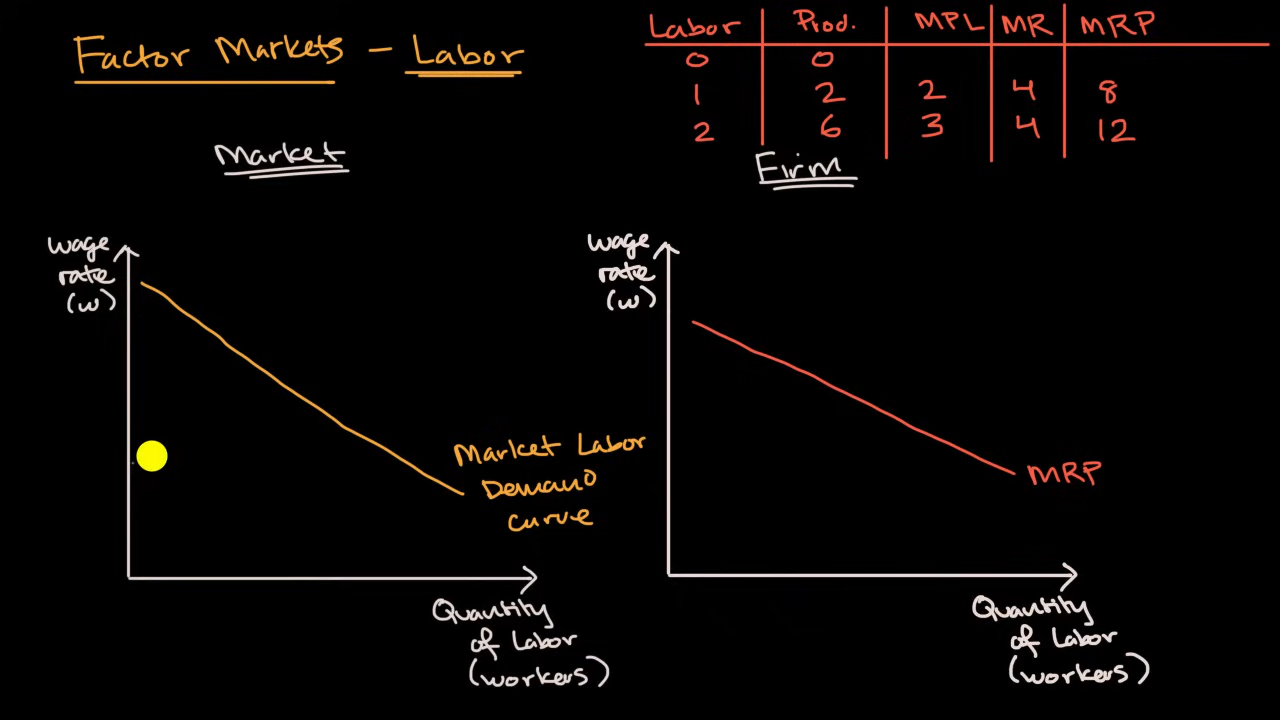 Factor Markets - Labor
Labor Prod. MPL MR MRP
0 0
1 2 2 4 8
2 6 3 4 12
Market
Firm
wage
rate
(w)
Market Labor
Demand
curve
Quantity
of Labor
(workers)
wage
rate
(w)
MRP
Quantity
of Labor
(workers)